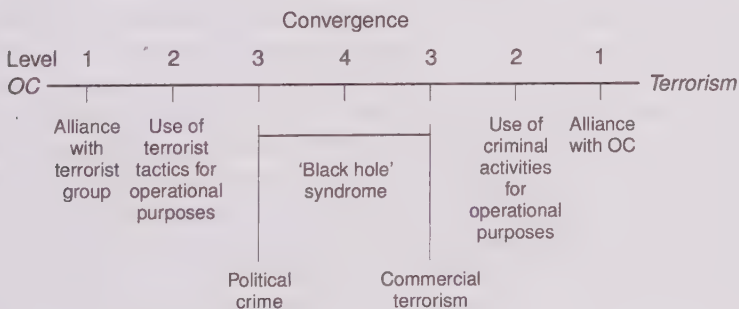 Convergence
Level 1 2 3 4 3 2 1
OC Terrorism
Alliance
with
terrorist
group
Use of
terrorist
tactics for
operational
purposes
'Black hole'
syndrome
Use of
criminal
activities
for
operational
purposes
Alliance
with OC
Political
crime
Commercial
terrorism